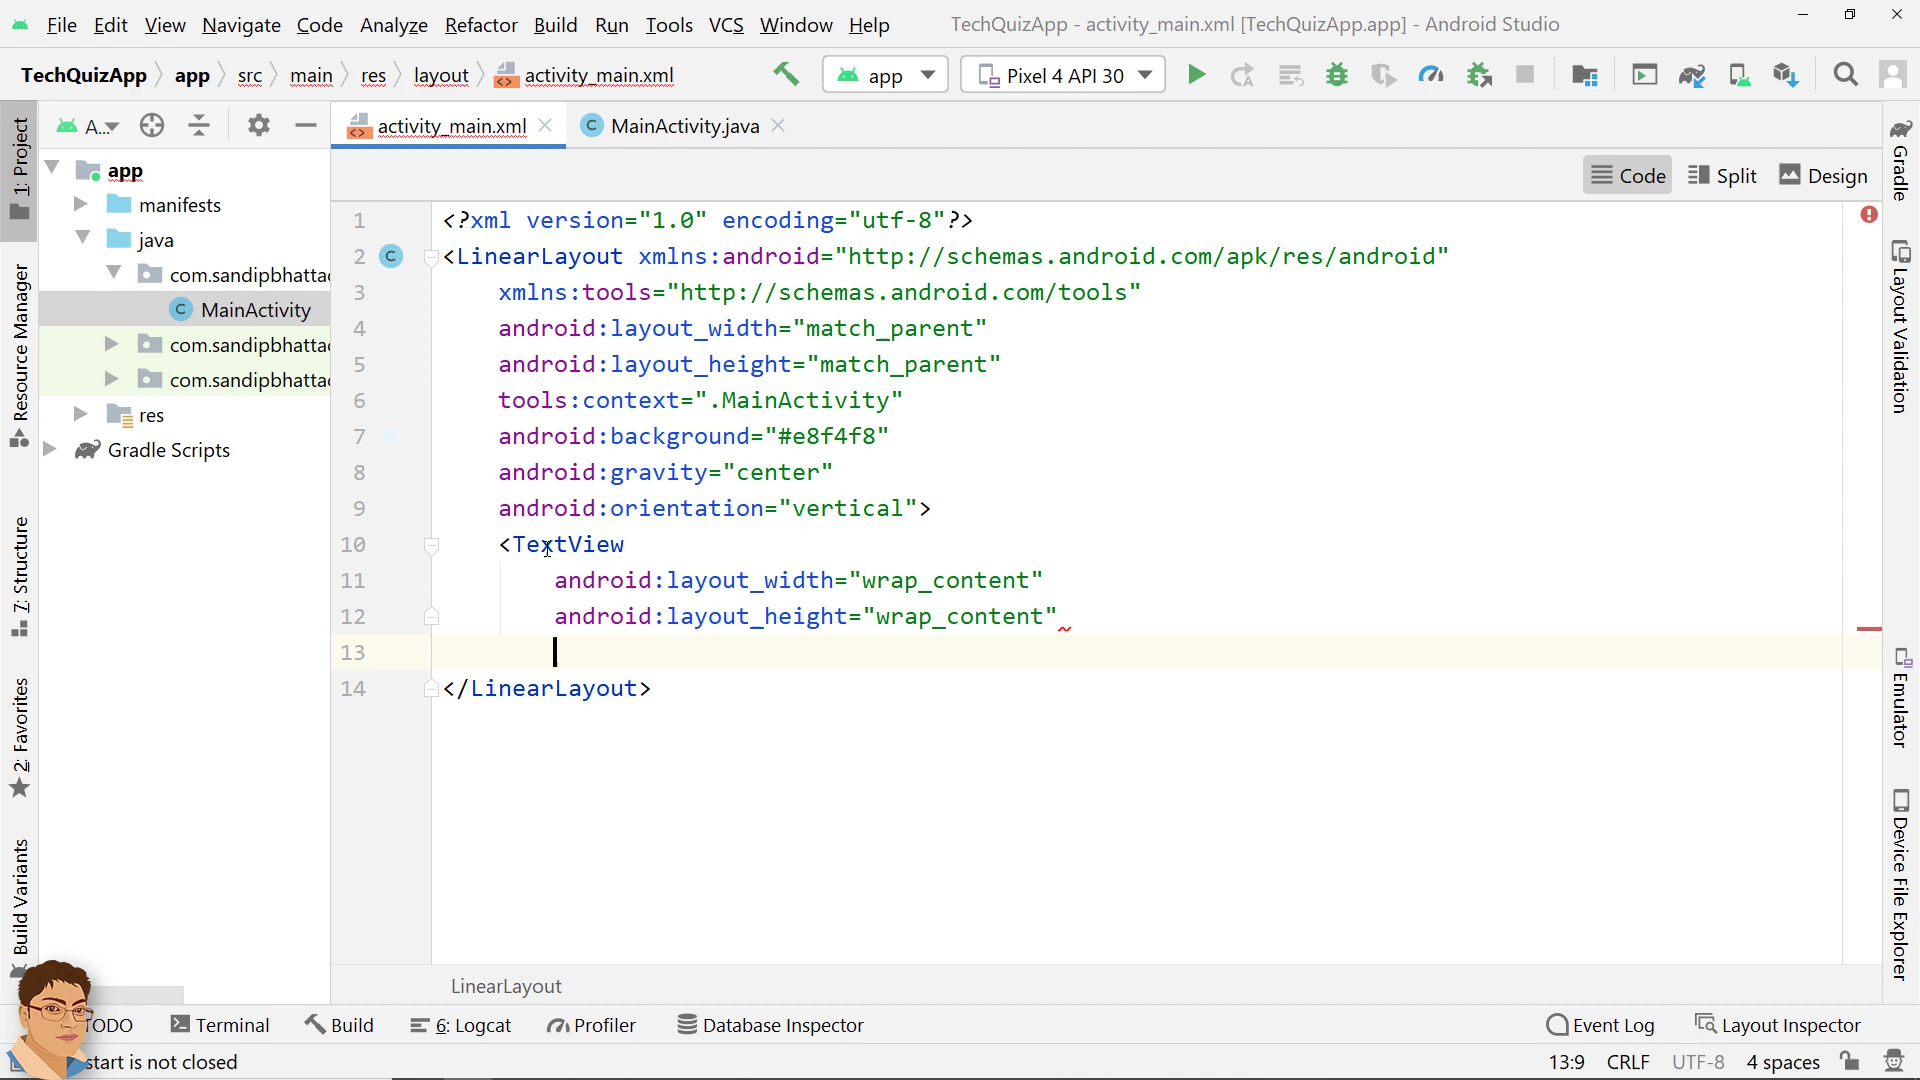 File Edit View Navigate Code Analyze Refactor Build Run Tools VCS Window Help TechQuizApp - activity_main.xml [TechQuizApp.app] - Android Studio
TechQuizApp app src main res layout activity_main.xml app Pixel 4 API 30
A... activity_main.xml MainActivity.java
Code Split Design
1: Project
Resource Manager
7: Structure
2: Favorites
Build Variants
app
manifests
java
com.sandipbhattac
MainActivity
com.sandipbhattac
com.sandipbhattac
res
Gradle Scripts
1 <?xml version="1.0" encoding="utf-8"?>
2 C <LinearLayout xmlns:android="http://schemas.android.com/apk/res/android"
3 xmlns:tools="http://schemas.android.com/tools"
4 android:layout_width="match_parent"
5 android:layout_height="match_parent"
6 tools:context=".MainActivity"
7 android:background="#e8f4f8"
8 android:gravity="center"
9 android:orientation="vertical">
10 <TextView
11 android:layout_width="wrap_content"
12 android:layout_height="wrap_content"
13
14 </LinearLayout>
Gradle
Layout Validation
Emulator
Device File Explorer
LinearLayout
TODO Terminal Build 6: Logcat Profiler Database Inspector Event Log Layout Inspector
start is not closed 13:9 CRLF UTF-8 4 spaces